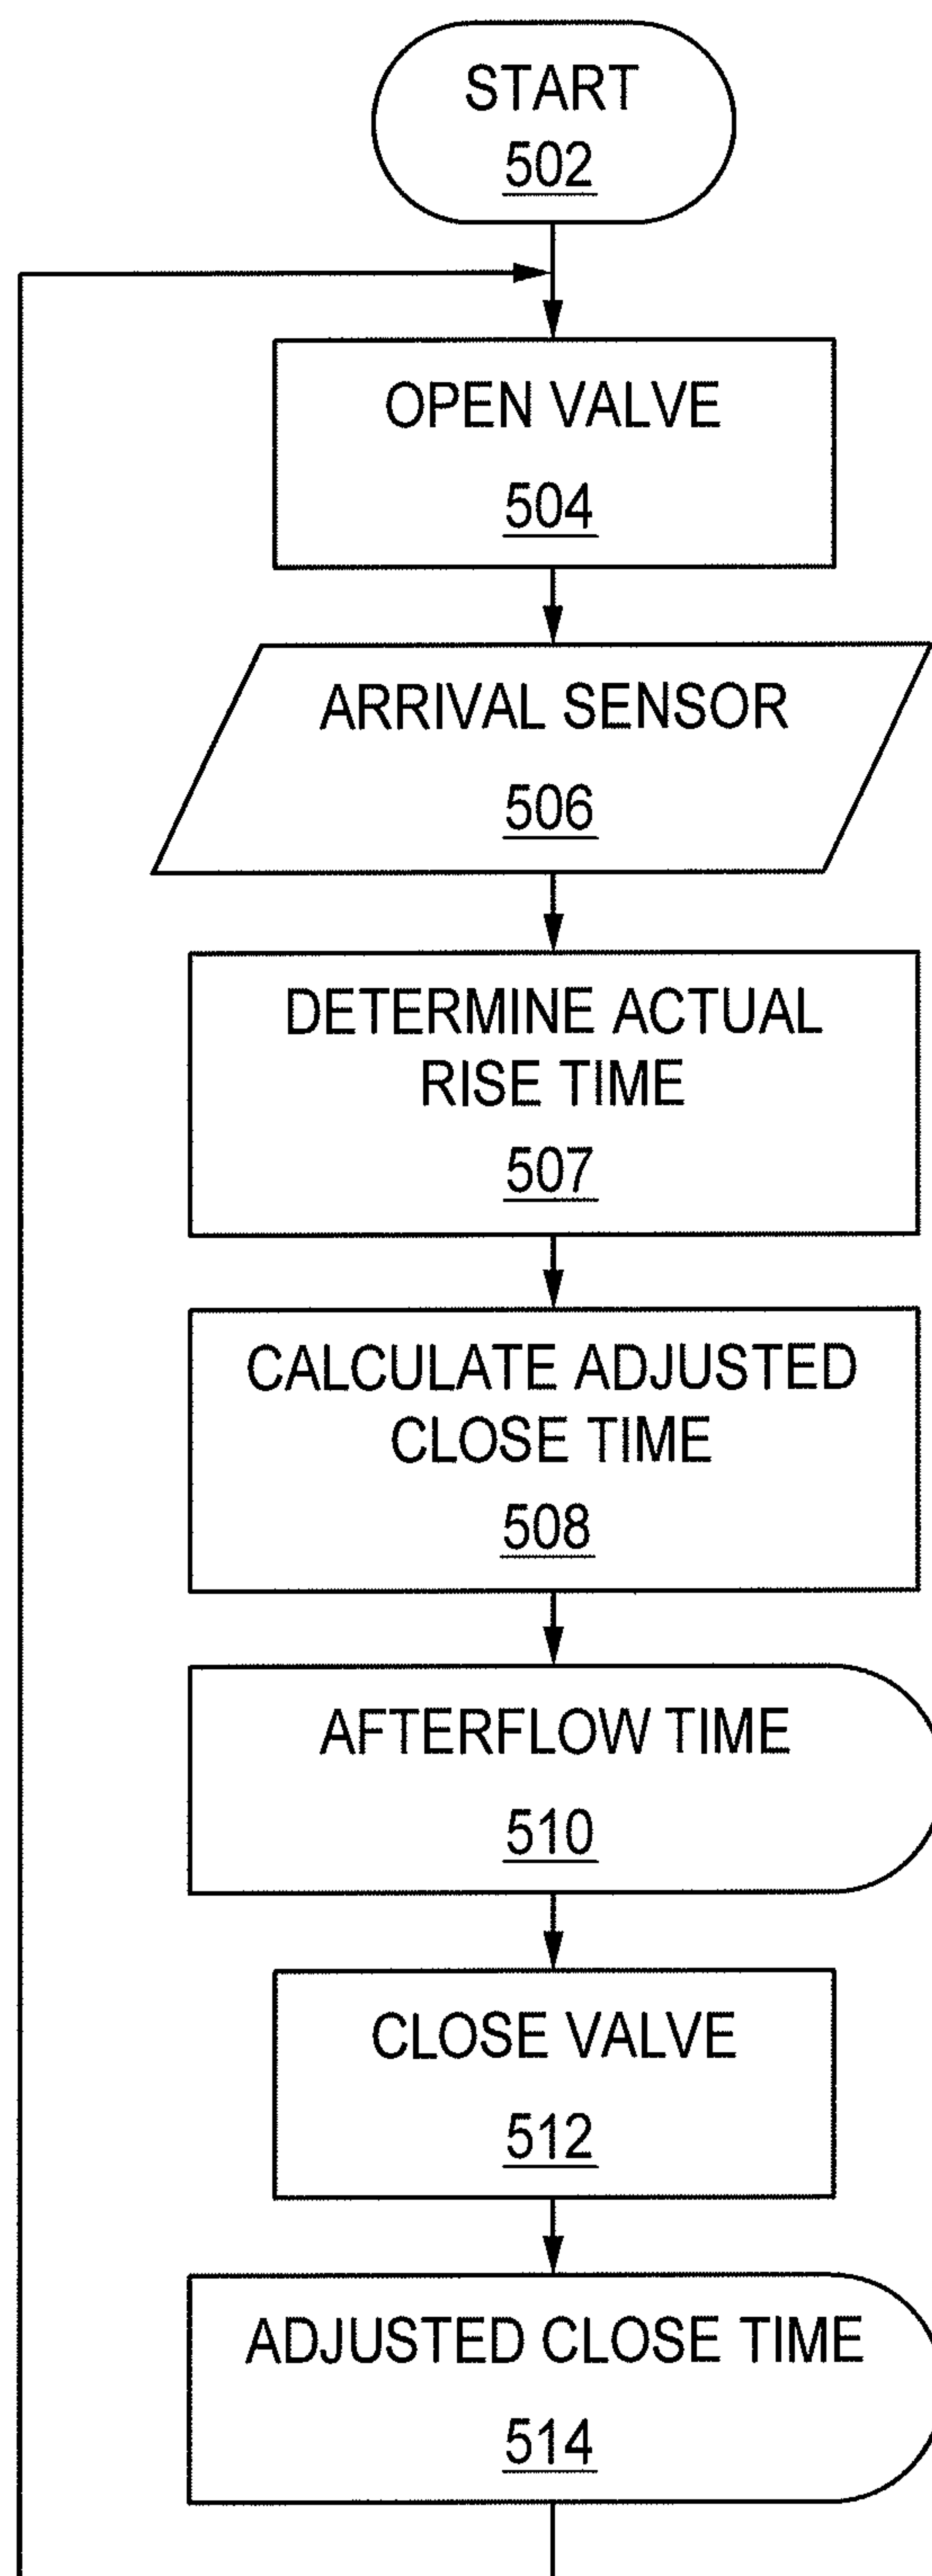 START
502
OPEN VALVE
504
ARRIVAL SENSOR
506
DETERMINE ACTUAL
RISE TIME
507
CALCULATE ADJUSTED
CLOSE TIME
508
AFTERFLOW TIME
510
CLOSE VALVE
512
ADJUSTED CLOSE TIME
514